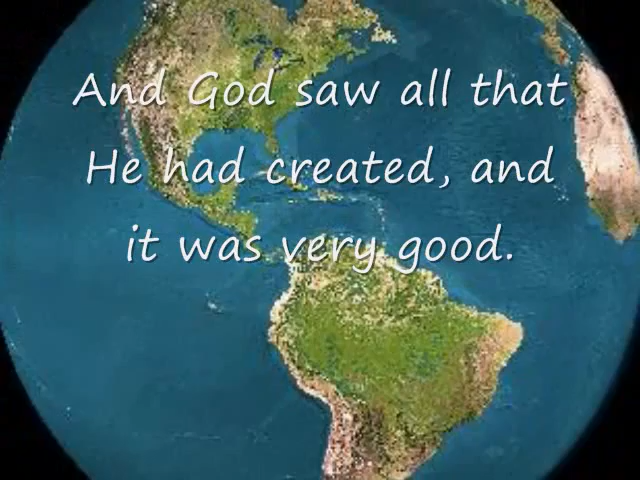 And God saw all that
He had created, and
it was very good.